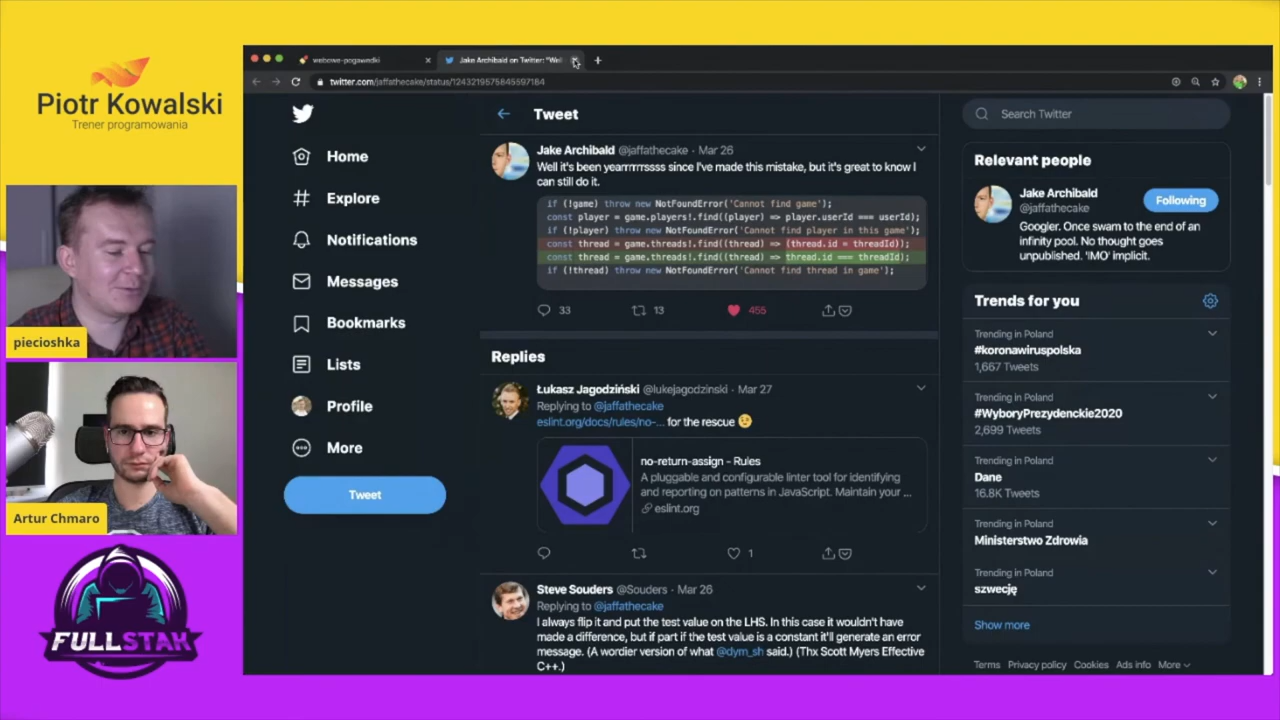 Piotr Kowalski
Trener programowania
piecioshka
Artur Chmaro
FULLSTAK
webowe-pogawedki
Jake Archibald on Twitter: "Wel
twitter.com/jaffathecake/status/1243219575845597184
Home
Explore
Notifications
Messages
Bookmarks
Lists
Profile
More
Tweet
Tweet
Jake Archibald @jaffathecake · Mar 26
Well it's been yearrrrrssss since I've made this mistake, but it's great to know I
can still do it.
if (!game) throw new NotFoundError('Cannot find game');
const player = game.players!.find((player) => player.userId === userId);
if (!player) throw new NotFoundError('Cannot find player in this game');
const thread = game.threads!.find((thread) => (thread.id = threadId));
const thread = game.threads!.find((thread) => thread.id === threadId);
if (!thread) throw new NotFoundError('Cannot find thread in game');
33
13
455
Replies
Łukasz Jagodziński @lukejagodzinski · Mar 27
Replying to @jaffathecake
eslint.org/docs/rules/no-... for the rescue 😉
no-return-assign - Rules
A pluggable and configurable linter tool for identifying
and reporting on patterns in JavaScript. Maintain your ...
eslint.org
1
Steve Souders @Souders · Mar 26
Replying to @jaffathecake
I always flip it and put the test value on the LHS. In this case it wouldn't have
made a difference, but if part if the test value is a constant it'll generate an error
message. (A wordier version of what @dym_sh said.) (Thx Scott Myers Effective
C++.)
Search Twitter
Relevant people
Jake Archibald
@jaffathecake
Following
Googler. Once swam to the end of an
infinity pool. No thought goes
unpublished. 'IMO' implicit.
Trends for you
Trending in Poland
#koronawiruspolska
1,667 Tweets
Trending in Poland
#WyboryPrezydenckie2020
2,699 Tweets
Trending in Poland
Dane
16.8K Tweets
Trending in Poland
Ministerstwo Zdrowia
Trending in Poland
szwecję
Show more
Terms Privacy policy Cookies Ads info More